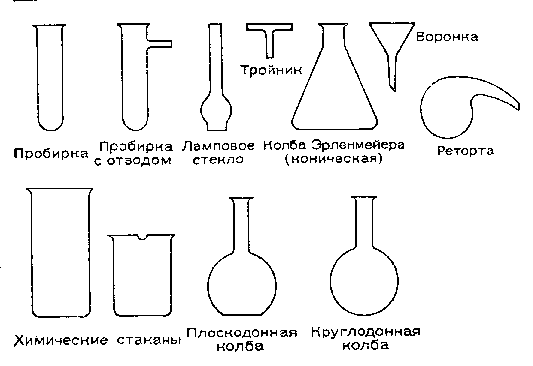 Воронка
Тройник
Пробирка
Пробирка
с отводом
Ламповое
стекло
Колба Эрленмейера
(коническая)
Реторта
Химические стаканы
Плоскодонная
колба
Круглодонная
колба